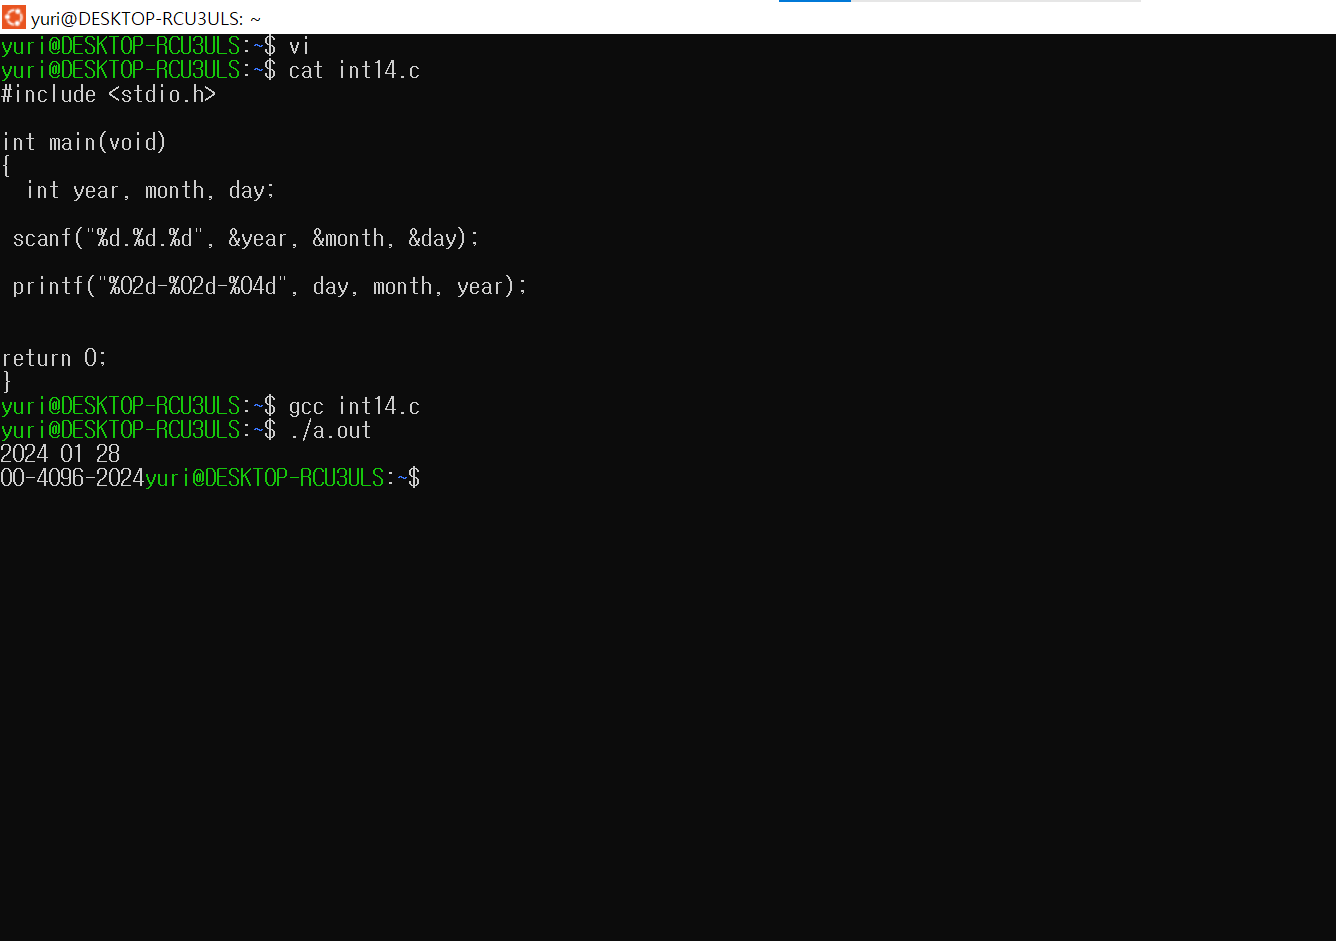 yuri@DESKTOP-RCU3ULS: ~
yuri@DESKTOP-RCU3ULS:~$ vi
yuri@DESKTOP-RCU3ULS:~$ cat int14.c
#include <stdio.h>
int main(void)
{
  int year, month, day;
 scanf("%d.%d.%d", &year, &month, &day);
 printf("%02d-%02d-%04d", day, month, year);
return 0;
}
yuri@DESKTOP-RCU3ULS:~$ gcc int14.c
yuri@DESKTOP-RCU3ULS:~$ ./a.out
2024 01 28
00-4096-2024yuri@DESKTOP-RCU3ULS:~$